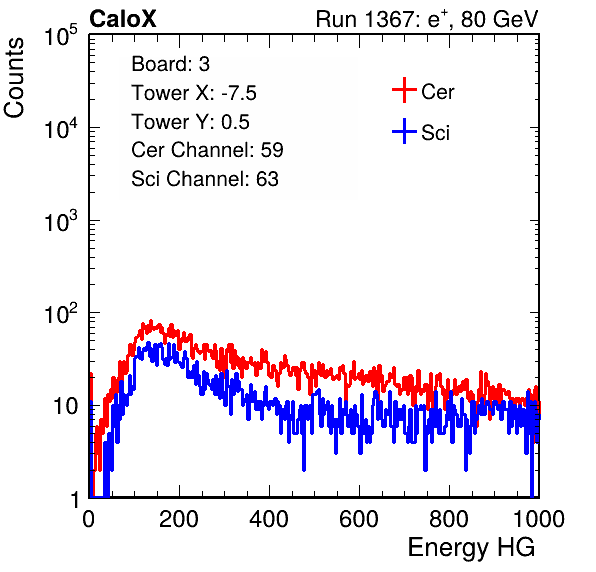 CaloX Run 1367: e⁺, 80 GeV
Counts
Board: 3
Tower X: -7.5
Tower Y: 0.5
Cer Channel: 59
Sci Channel: 63
Cer
Sci
10⁵
10⁴
10³
10²
10
1
0 200 400 600 800 1000
Energy HG